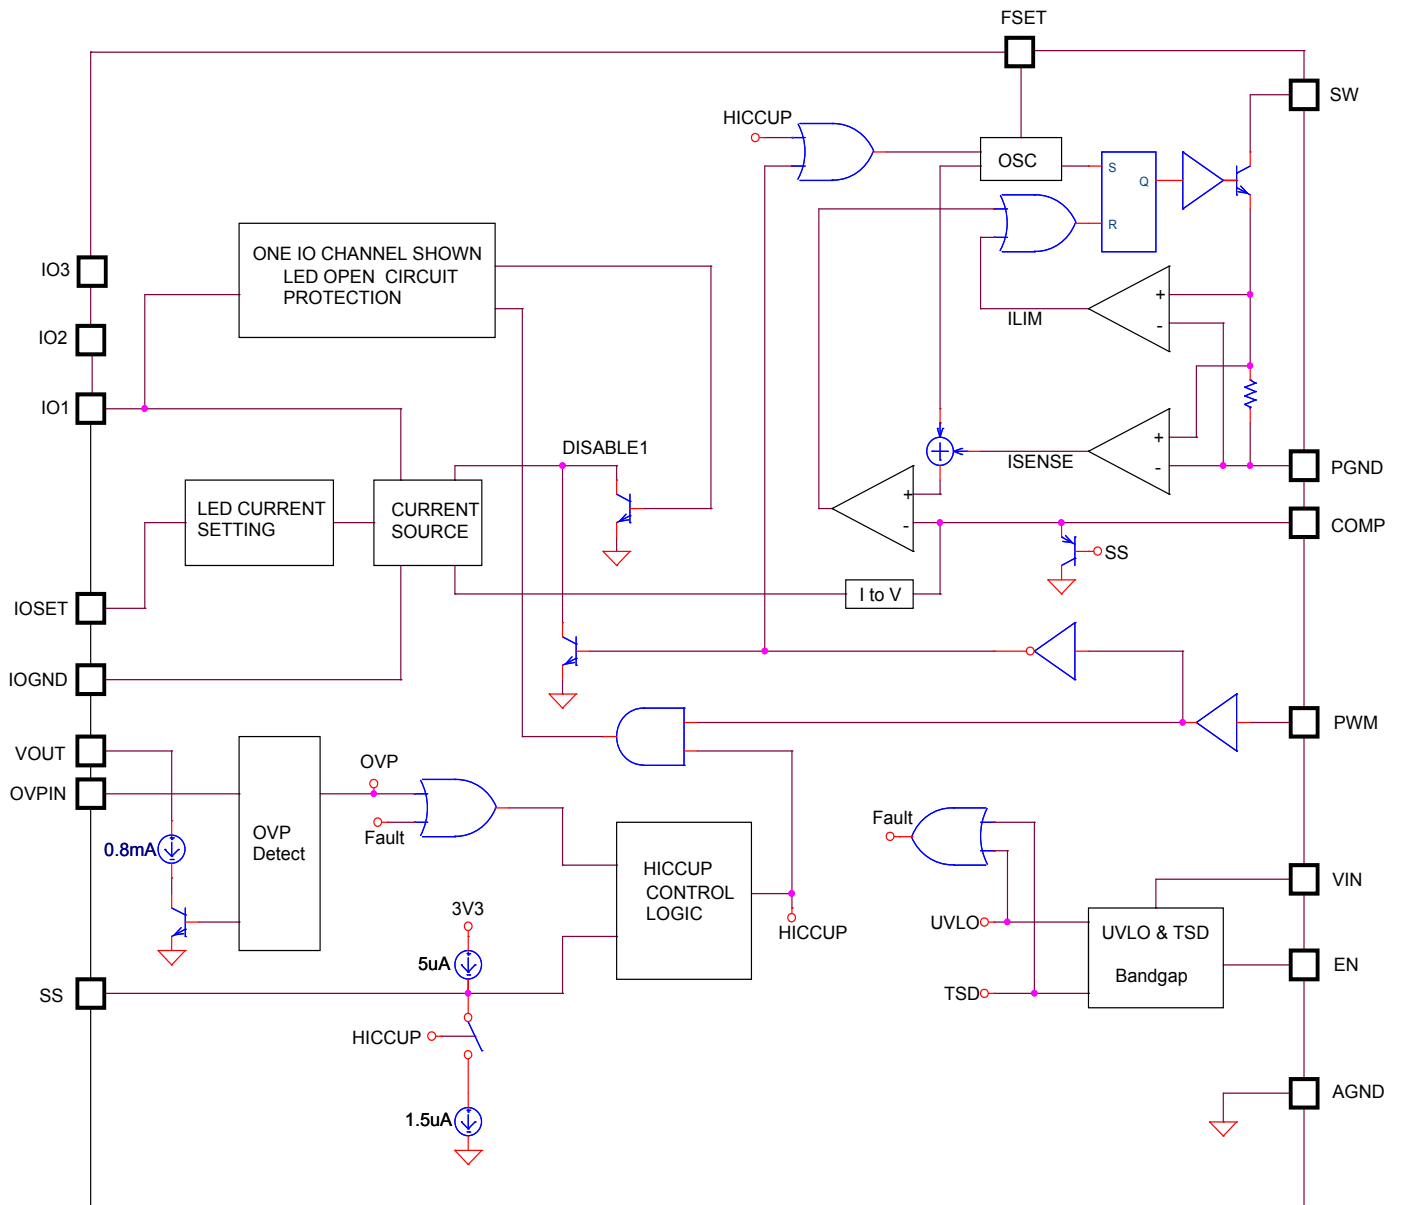 FSET
SW
HICCUP
OSC
S
Q
R
ONE IO CHANNEL SHOWN
LED OPEN CIRCUIT
PROTECTION
IO3
+
-
ILIM
IO2
IO1
DISABLE1
+
-
ISENSE
PGND
LED CURRENT
SETTING
CURRENT
SOURCE
+
-
COMP
SS
I to V
IOSET
IOGND
PWM
VOUT
OVP
OVPIN
Fault
Fault
0.8mA
OVP
Detect
HICCUP
CONTROL
LOGIC
VIN
3V3
UVLO
UVLO & TSD
Bandgap
HICCUP
5uA
EN
SS
TSD
HICCUP
1.5uA
AGND